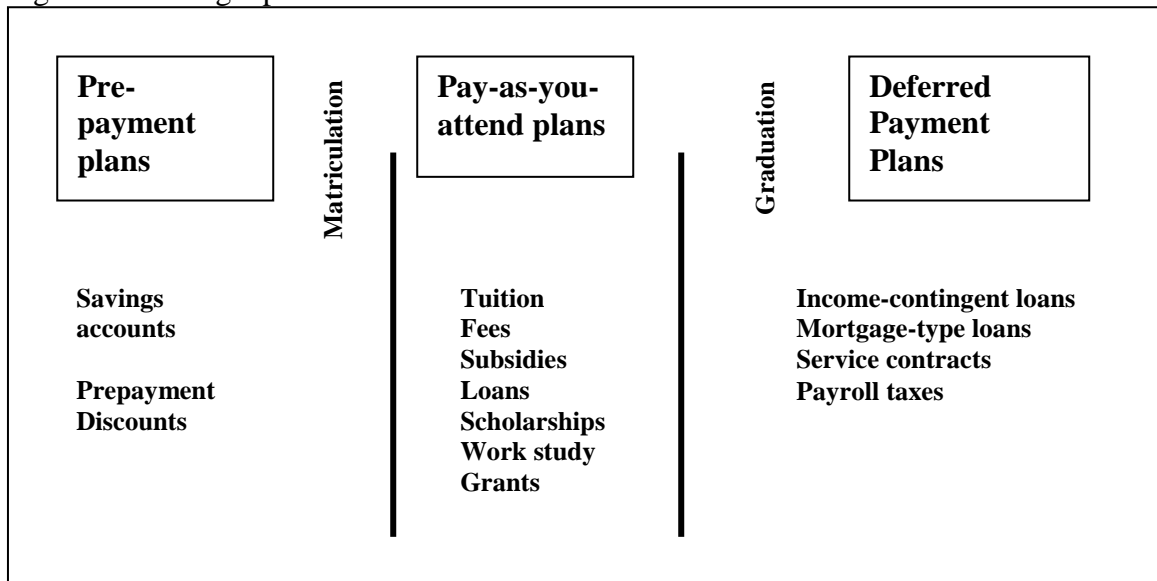 Pre-
payment
plans
Matriculation
Pay-as-you-
attend plans
Graduation
Deferred
Payment
Plans
Savings
accounts
Prepayment
Discounts
Tuition
Fees
Subsidies
Loans
Scholarships
Work study
Grants
Income-contingent loans
Mortgage-type loans
Service contracts
Payroll taxes